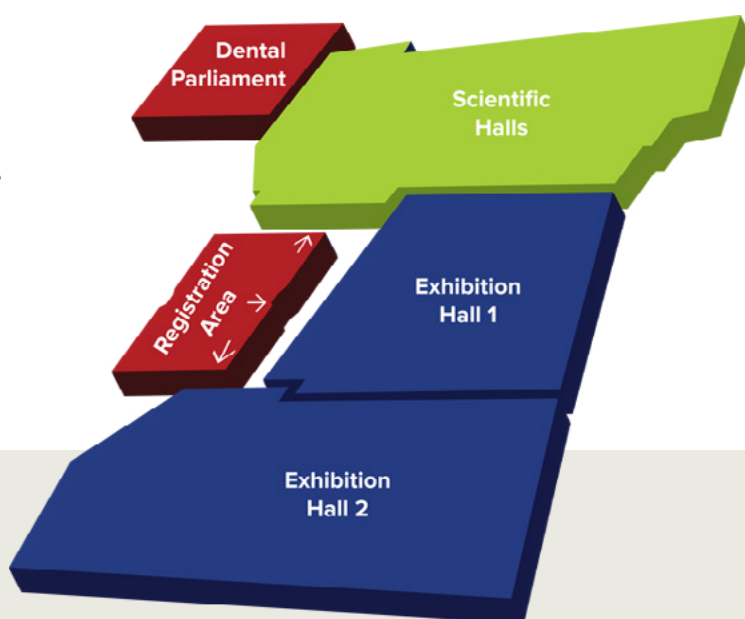 Dental
Parliament
Scientific
Halls
Registration
Area
Exhibition
Hall 1
Exhibition
Hall 2